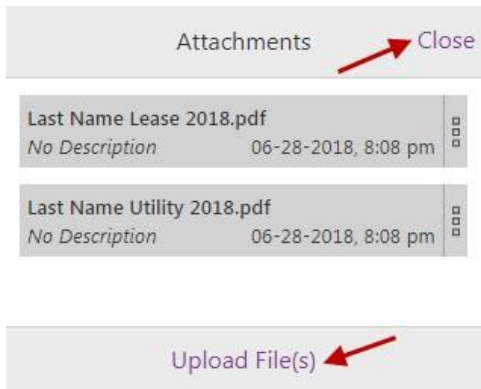 Attachments Close
Last Name Lease 2018.pdf
No Description 06-28-2018, 8:08 pm
Last Name Utility 2018.pdf
No Description 06-28-2018, 8:08 pm
Upload File(s)